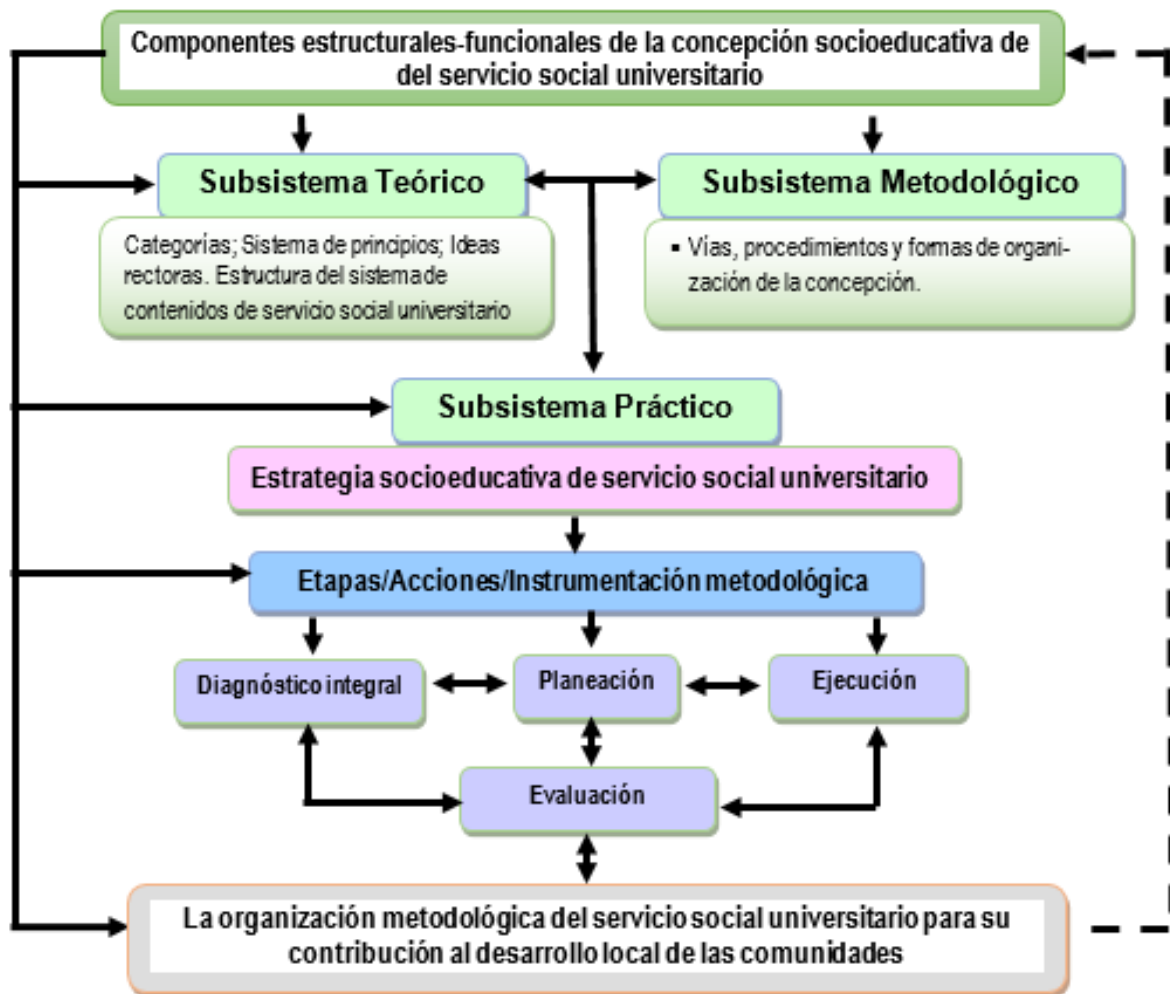 Componentes estructurales-funcionales de la concepción socioeducativa de
del servicio social universitario
Subsistema Teórico
Categorías; Sistema de principios; Ideas
rectoras. Estructura del sistema de
contenidos de servicio social universitario
Subsistema Metodológico
▪ Vías, procedimientos y formas de organi-
zación de la concepción.
Subsistema Práctico
Estrategia socioeducativa de servicio social universitario
Etapas/Acciones/Instrumentación metodológica
Diagnóstico integral
Planeación
Ejecución
Evaluación
La organización metodológica del servicio social universitario para su
contribución al desarrollo local de las comunidades